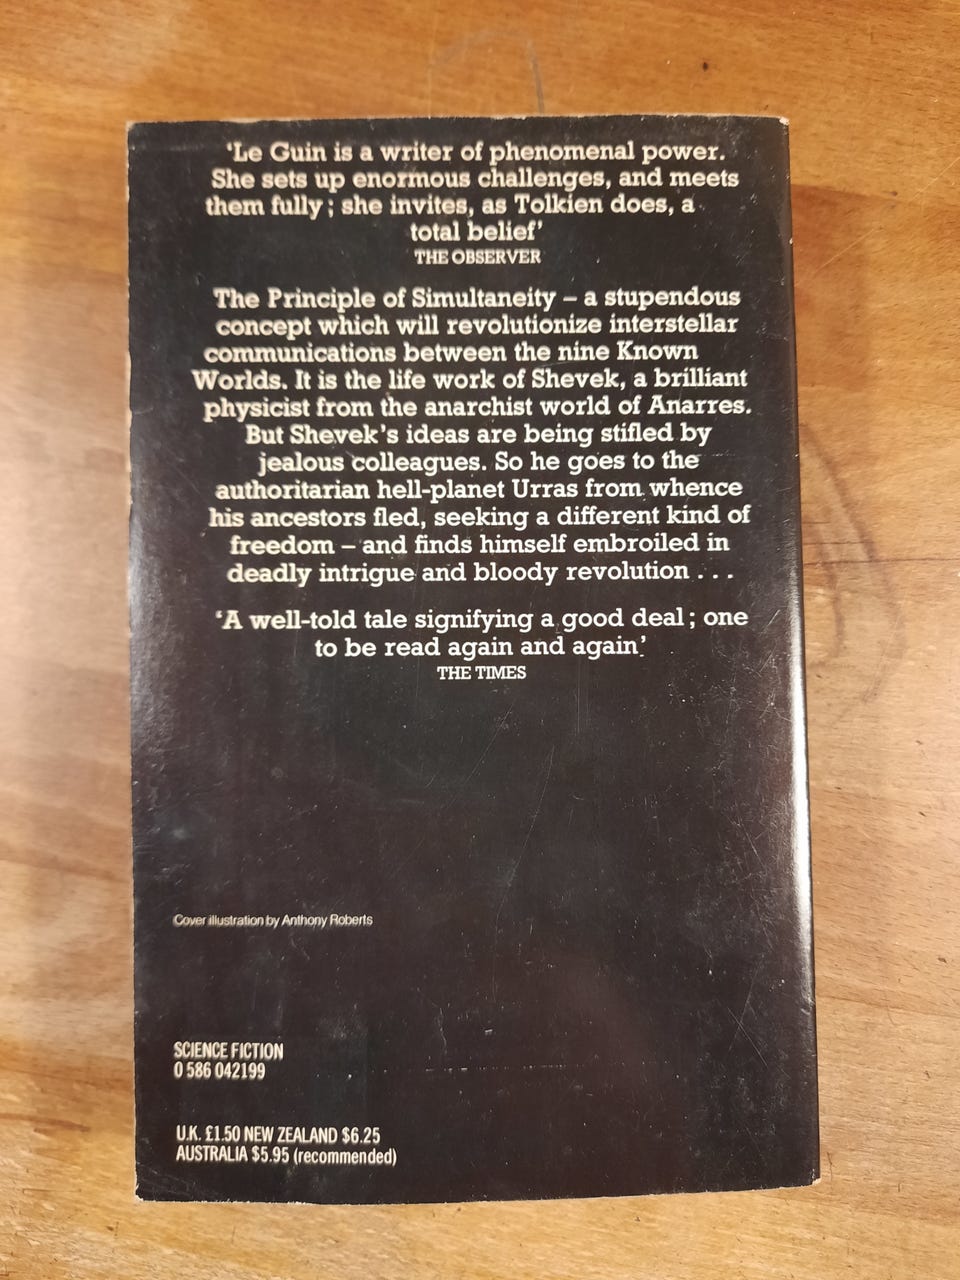 ‘Le Guin is a writer of phenomenal power.
She sets up enormous challenges, and meets
them fully; she invites, as Tolkien does, a
total belief’
THE OBSERVER
The Principle of Simultaneity – a stupendous
concept which will revolutionize interstellar
communications between the nine Known
Worlds. It is the life work of Shevek, a brilliant
physicist from the anarchist world of Anarres.
But Shevek’s ideas are being stifled by
jealous colleagues. So he goes to the
authoritarian hell-planet Urras from whence
his ancestors fled, seeking a different kind of
freedom – and finds himself embroiled in
deadly intrigue and bloody revolution . . .
‘A well-told tale signifying a good deal; one
to be read again and again’
THE TIMES
Cover illustration by Anthony Roberts
SCIENCE FICTION
0 586 042199
U.K. £1.50 NEW ZEALAND $6.25
AUSTRALIA $5.95 (recommended)